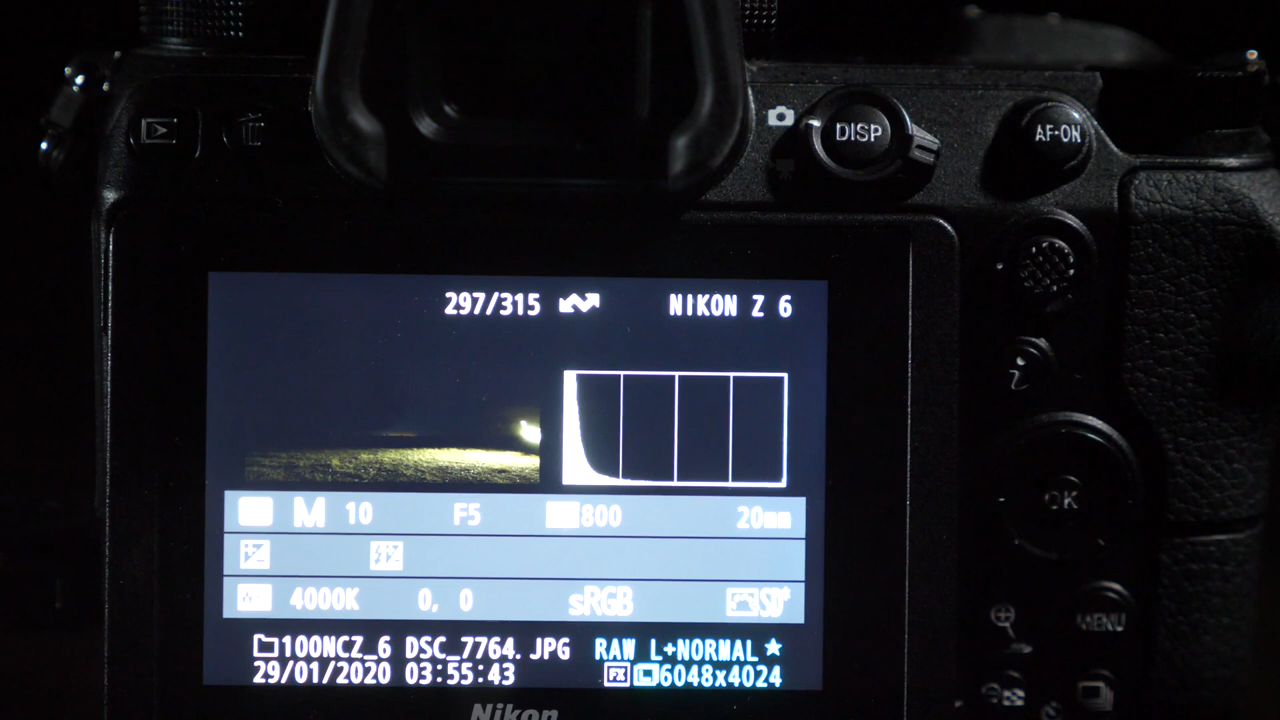 DISP
AF-ON
297/315 NIKON Z 6
i
M 10 F5 800 20mm
OK
4000K 0, 0 sRGB SD
MENU
100NCZ_6 DSC_7764.JPG RAW L+NORMAL★
29/01/2020 03:55:43 FX L 6048x4024
Nikon